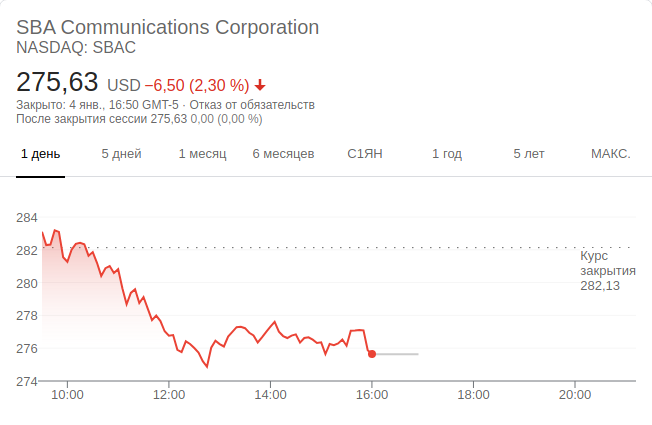 SBA Communications Corporation
NASDAQ: SBAC
275,63 USD −6,50 (2,30 %)
Закрыто: 4 янв., 16:50 GMT-5 · Отказ от обязательств
После закрытия сессии 275,63 0,00 (0,00 %)
1 день 5 дней 1 месяц 6 месяцев С1ЯН 1 год 5 лет МАКС.
284
282
280
278
276
274
Курс
закрытия
282,13
10:00 12:00 14:00 16:00 18:00 20:00